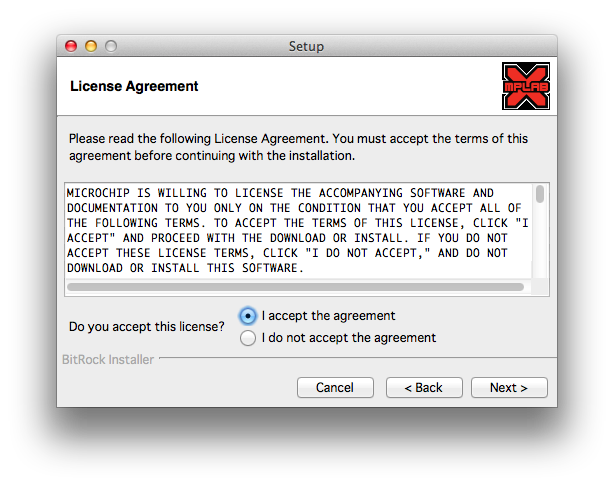 Setup
License Agreement
MPLAB
Please read the following License Agreement. You must accept the terms of this
agreement before continuing with the installation.
MICROCHIP IS WILLING TO LICENSE THE ACCOMPANYING SOFTWARE AND
DOCUMENTATION TO YOU ONLY ON THE CONDITION THAT YOU ACCEPT ALL OF
THE FOLLOWING TERMS. TO ACCEPT THE TERMS OF THIS LICENSE, CLICK "I
ACCEPT" AND PROCEED WITH THE DOWNLOAD OR INSTALL. IF YOU DO NOT
ACCEPT THESE LICENSE TERMS, CLICK "I DO NOT ACCEPT," AND DO NOT
DOWNLOAD OR INSTALL THIS SOFTWARE.
Do you accept this license?
I accept the agreement
I do not accept the agreement
BitRock Installer
Cancel
< Back
Next >